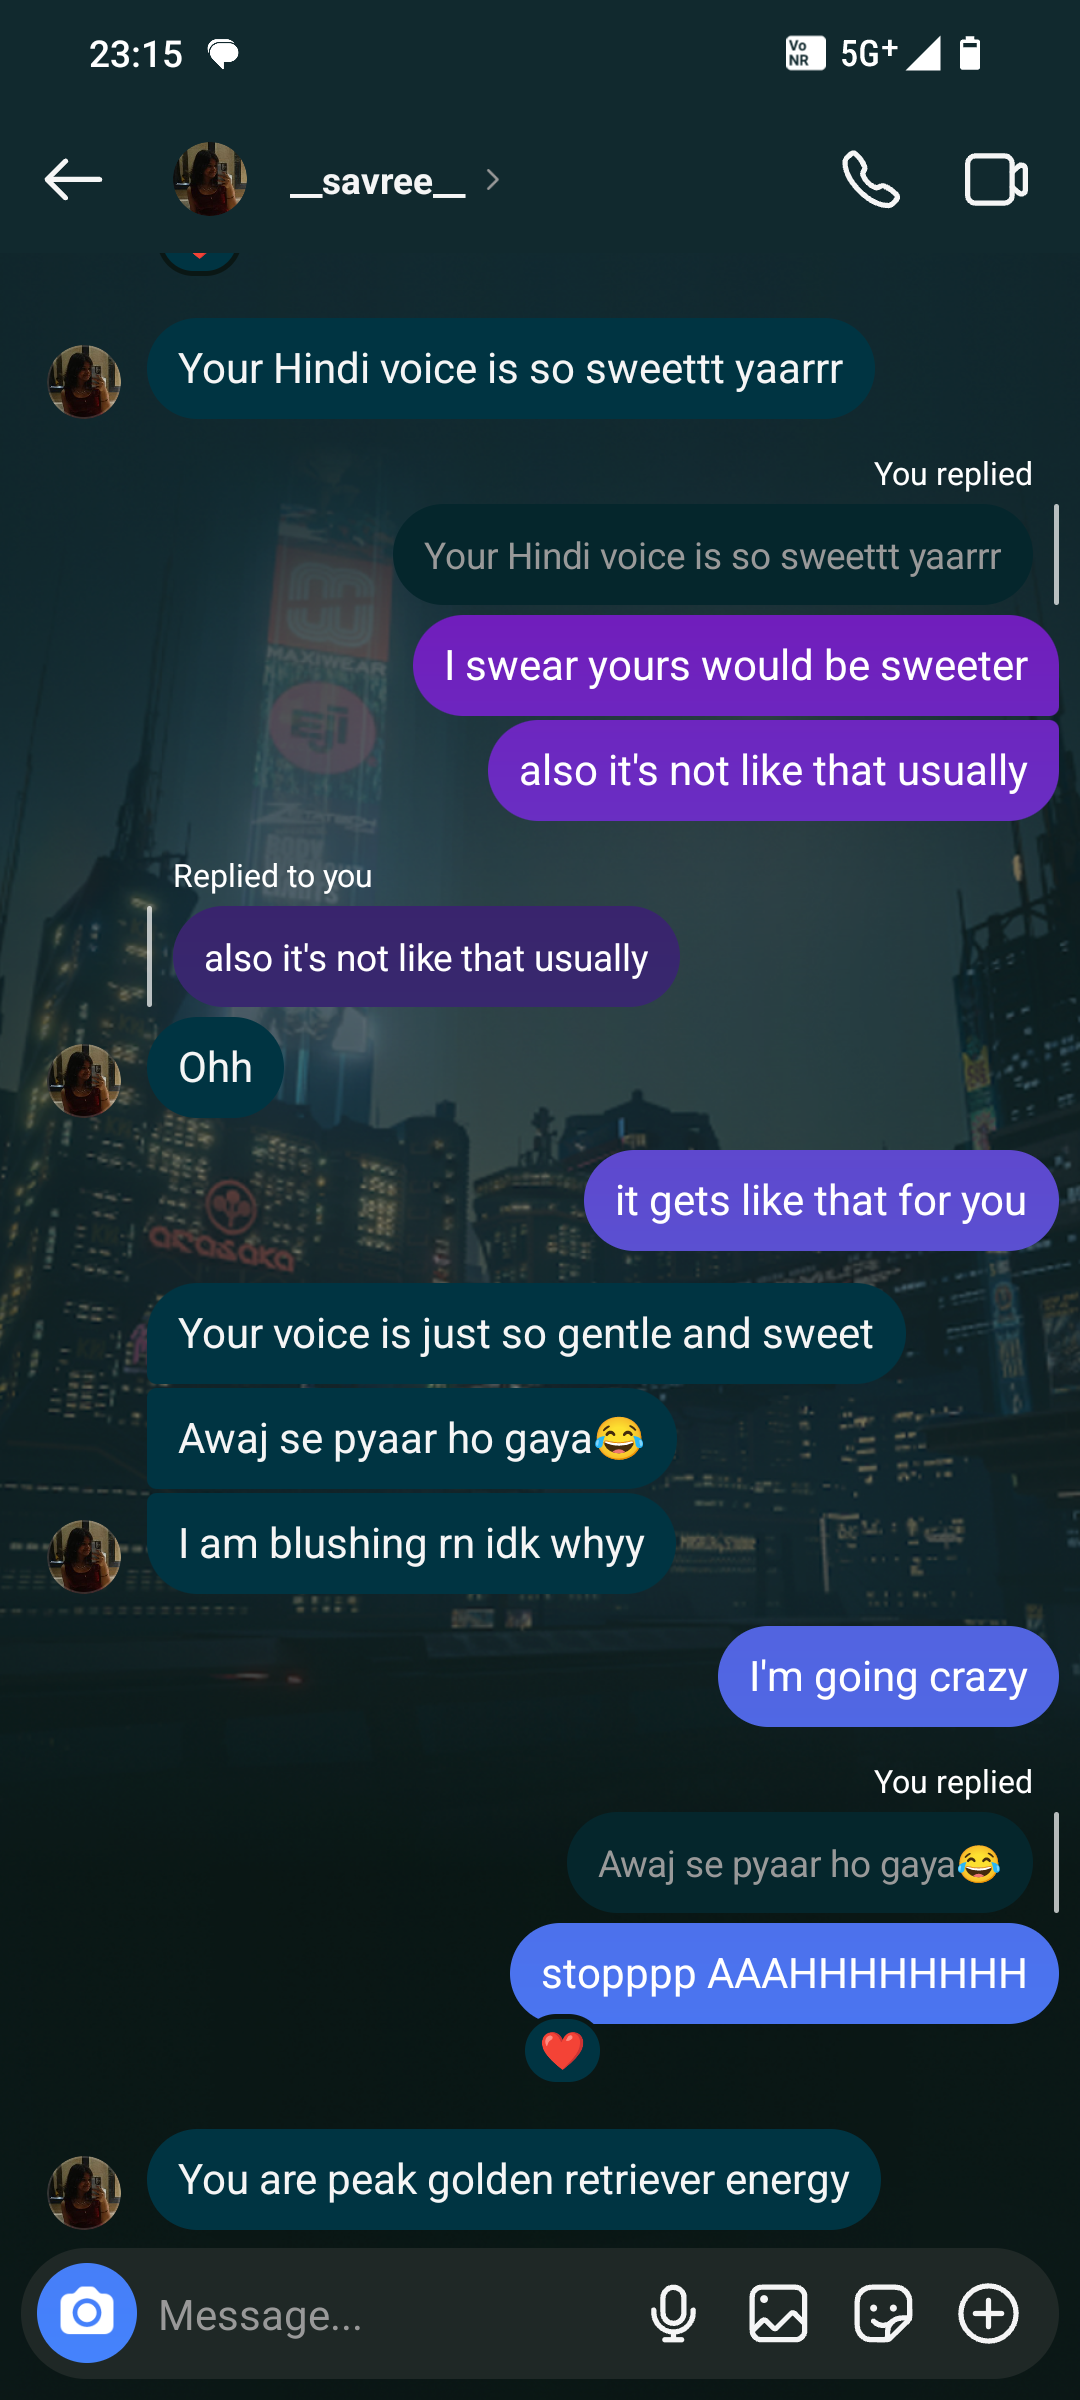 23:15
Vo
NR
5G+
__savree__
Your Hindi voice is so sweettt yaarrr
You replied
Your Hindi voice is so sweettt yaarrr
I swear yours would be sweeter
MAXIWEAR
also it's not like that usually
Replied to you
also it's not like that usually
Ohh
it gets like that for you
arasaka
Your voice is just so gentle and sweet
Awaj se pyaar ho gaya😂
I am blushing rn idk whyy
I'm going crazy
You replied
Awaj se pyaar ho gaya😂
stopppp AAAHHHHHHHH
❤️
You are peak golden retriever energy
Message...